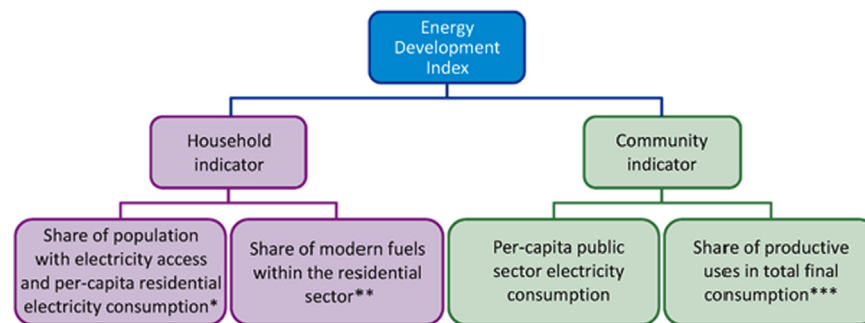 Energy
Development
Index
Household
indicator
Community
indicator
Share of population
with electricity access
and per-capita residential
electricity consumption*
Share of modern fuels
within the residential
sector**
Per-capita public
sector electricity
consumption
Share of productive
uses in total final
consumption***